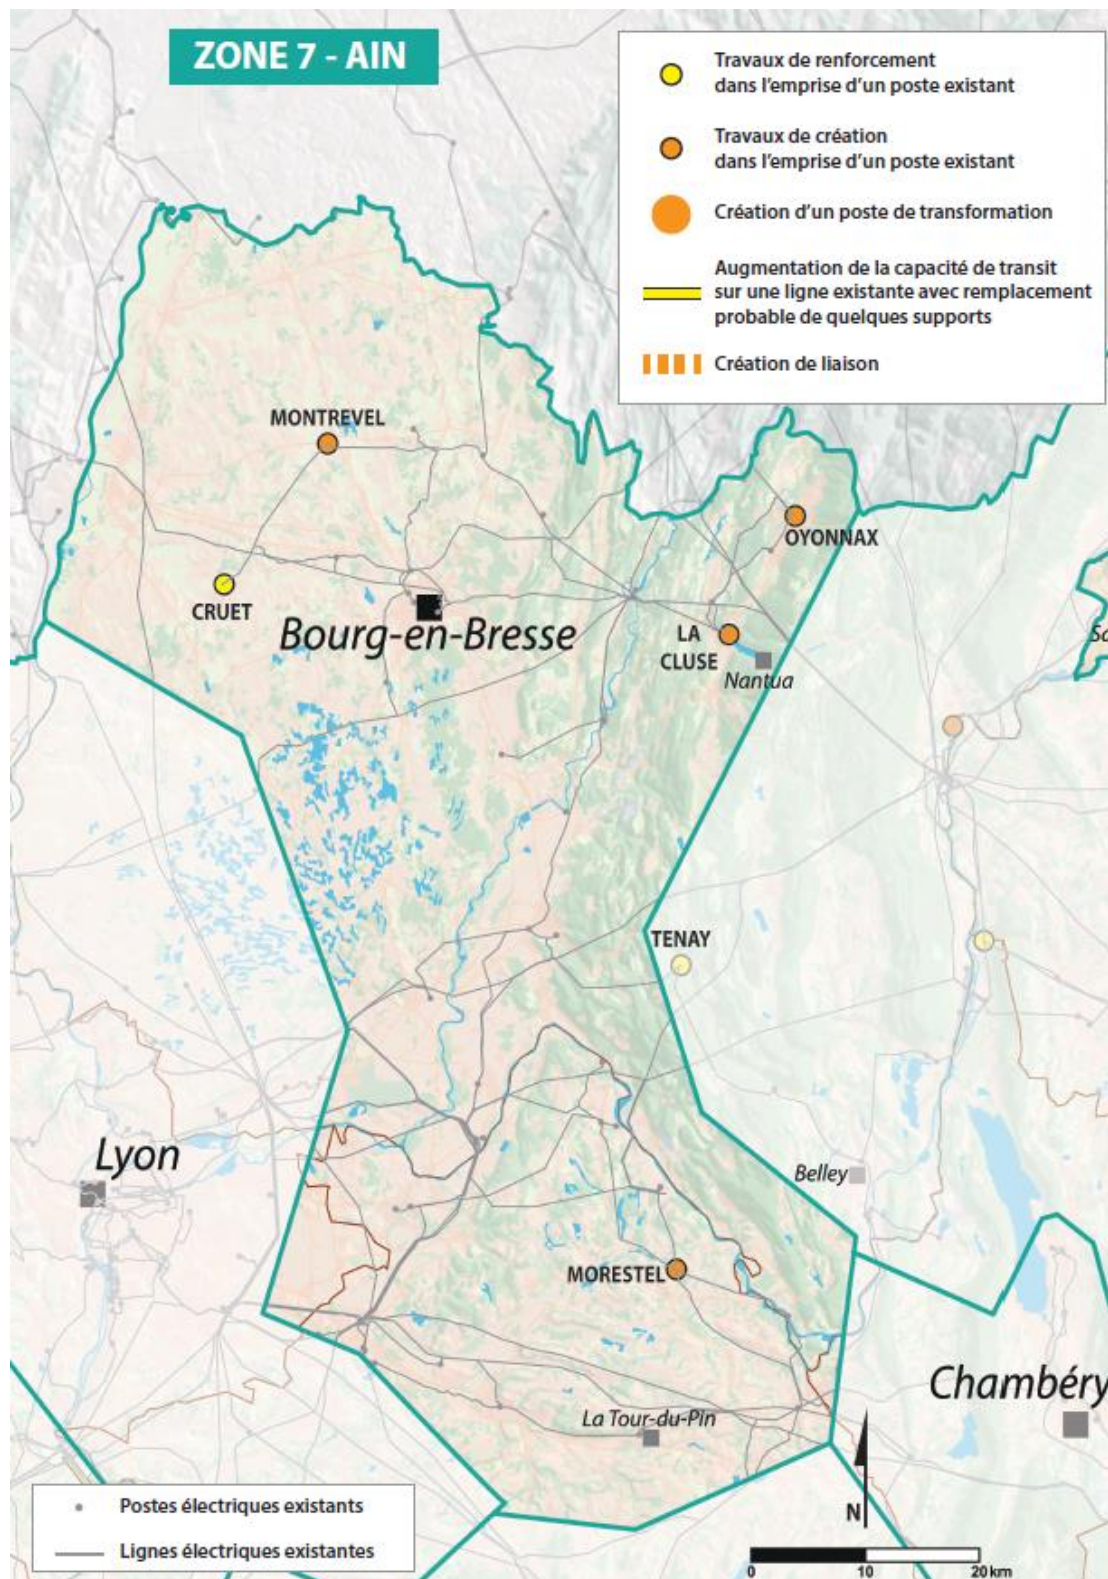 ZONE 7 - AIN
Travaux de renforcement
dans l'emprise d'un poste existant
Travaux de création
dans l'emprise d'un poste existant
Création d'un poste de transformation
Augmentation de la capacité de transit
sur une ligne existante avec remplacement
probable de quelques supports
Création de liaison
MONTREVEL
OYONNAX
CRUET
Bourg-en-Bresse
LA
CLUSE
Nantua
TENAY
Lyon
Belley
MORESTEL
Chambéry
La Tour-du-Pin
Postes électriques existants
Lignes électriques existantes
N
0 10 20 km